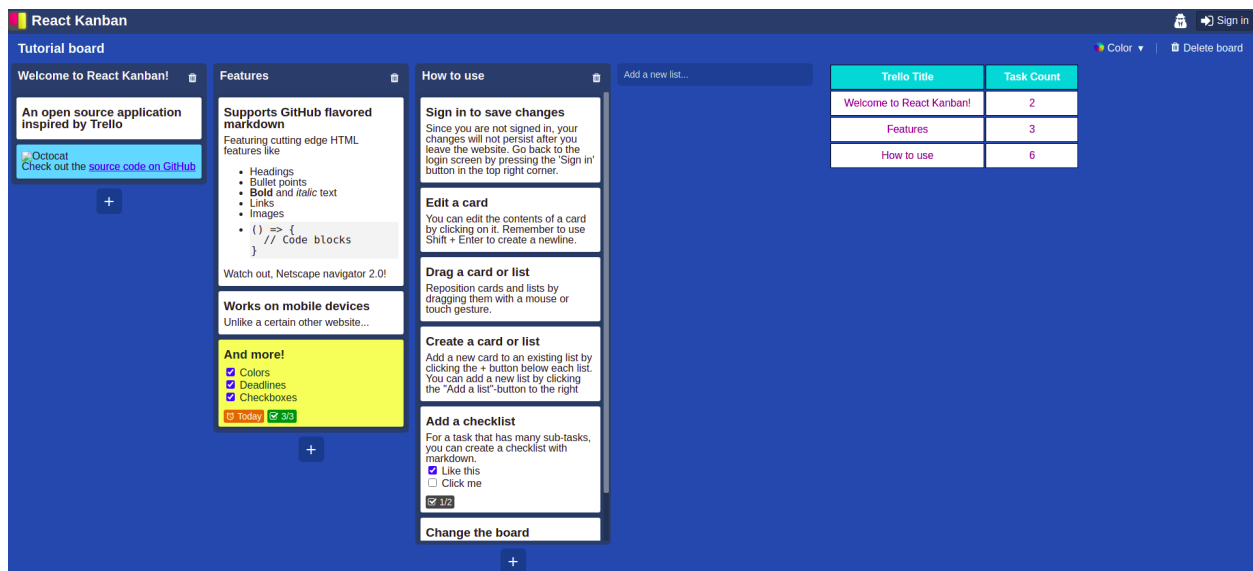 React Kanban
Sign in
Tutorial board
Color ▼ | Delete board
Welcome to React Kanban!
An open source application
inspired by Trello
Octocat
Check out the source code on GitHub
+
Features
Supports GitHub flavored
markdown
Featuring cutting edge HTML
features like
• Headings
• Bullet points
• Bold and italic text
• Links
• Images
• () => {
// Code blocks
}
Watch out, Netscape navigator 2.0!
Works on mobile devices
Unlike a certain other website...
And more!
Colors
Deadlines
Checkboxes
Today 3/3
+
How to use
Sign in to save changes
Since you are not signed in, your
changes will not persist after you
leave the website. Go back to the
login screen by pressing the 'Sign in'
button in the top right corner.
Edit a card
You can edit the contents of a card
by clicking on it. Remember to use
Shift + Enter to create a newline.
Drag a card or list
Reposition cards and lists by
dragging them with a mouse or
touch gesture.
Create a card or list
Add a new card to an existing list by
clicking the + button below each list.
You can add a new list by clicking
the "Add a list"-button to the right
Add a checklist
For a task that has many sub-tasks,
you can create a checklist with
markdown.
Like this
Click me
1/2
Change the board
+
Add a new list...
Trello Title Task Count
Welcome to React Kanban! 2
Features 3
How to use 6